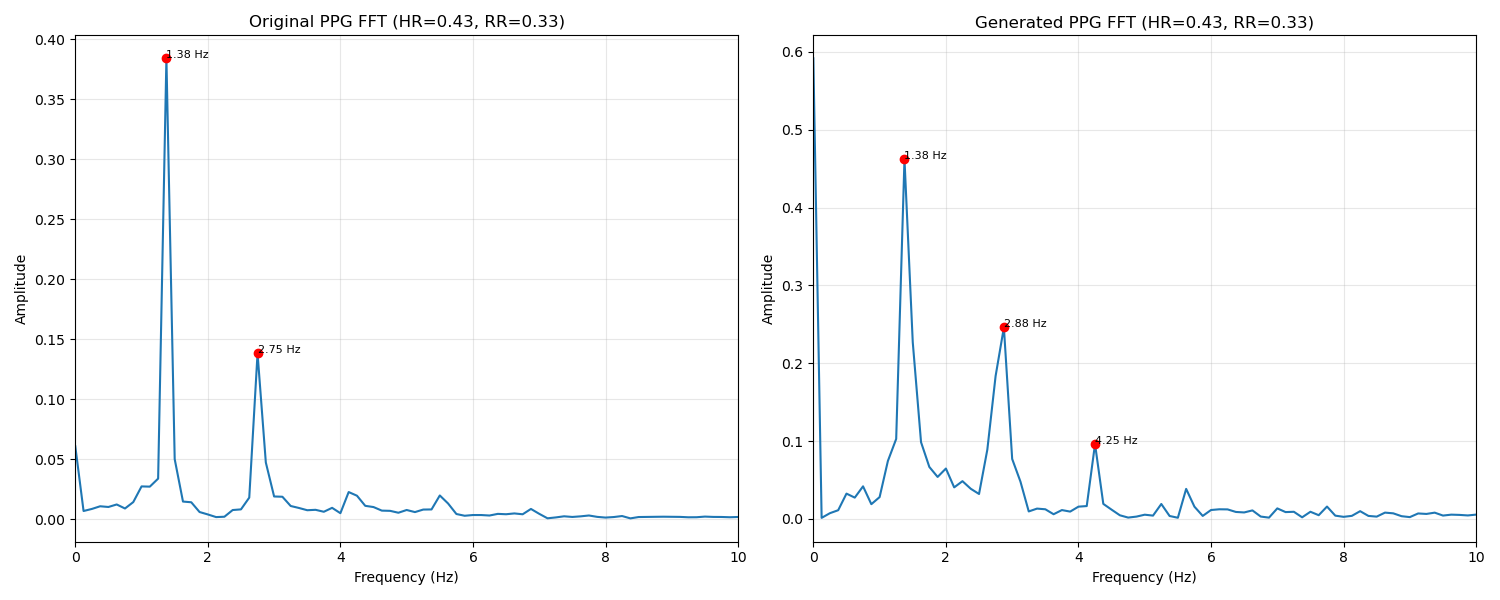 Original PPG FFT (HR=0.43, RR=0.33)
0.40
0.35
0.30
0.25
0.20
0.15
0.10
0.05
0.00
Amplitude
1.38 Hz
2.75 Hz
0 2 4 6 8 10
Frequency (Hz)
Generated PPG FFT (HR=0.43, RR=0.33)
0.6
0.5
0.4
0.3
0.2
0.1
0.0
Amplitude
1.38 Hz
2.88 Hz
4.25 Hz
0 2 4 6 8 10
Frequency (Hz)